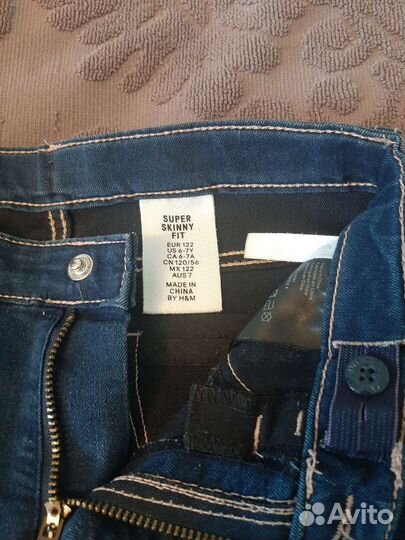 SUPER
SKINNY
FIT
EUR 122
US 6-7Y
CA 6-7A
CN 120/56
MX 122
AUS 7
MADE IN
CHINA
BY H&M
Avito